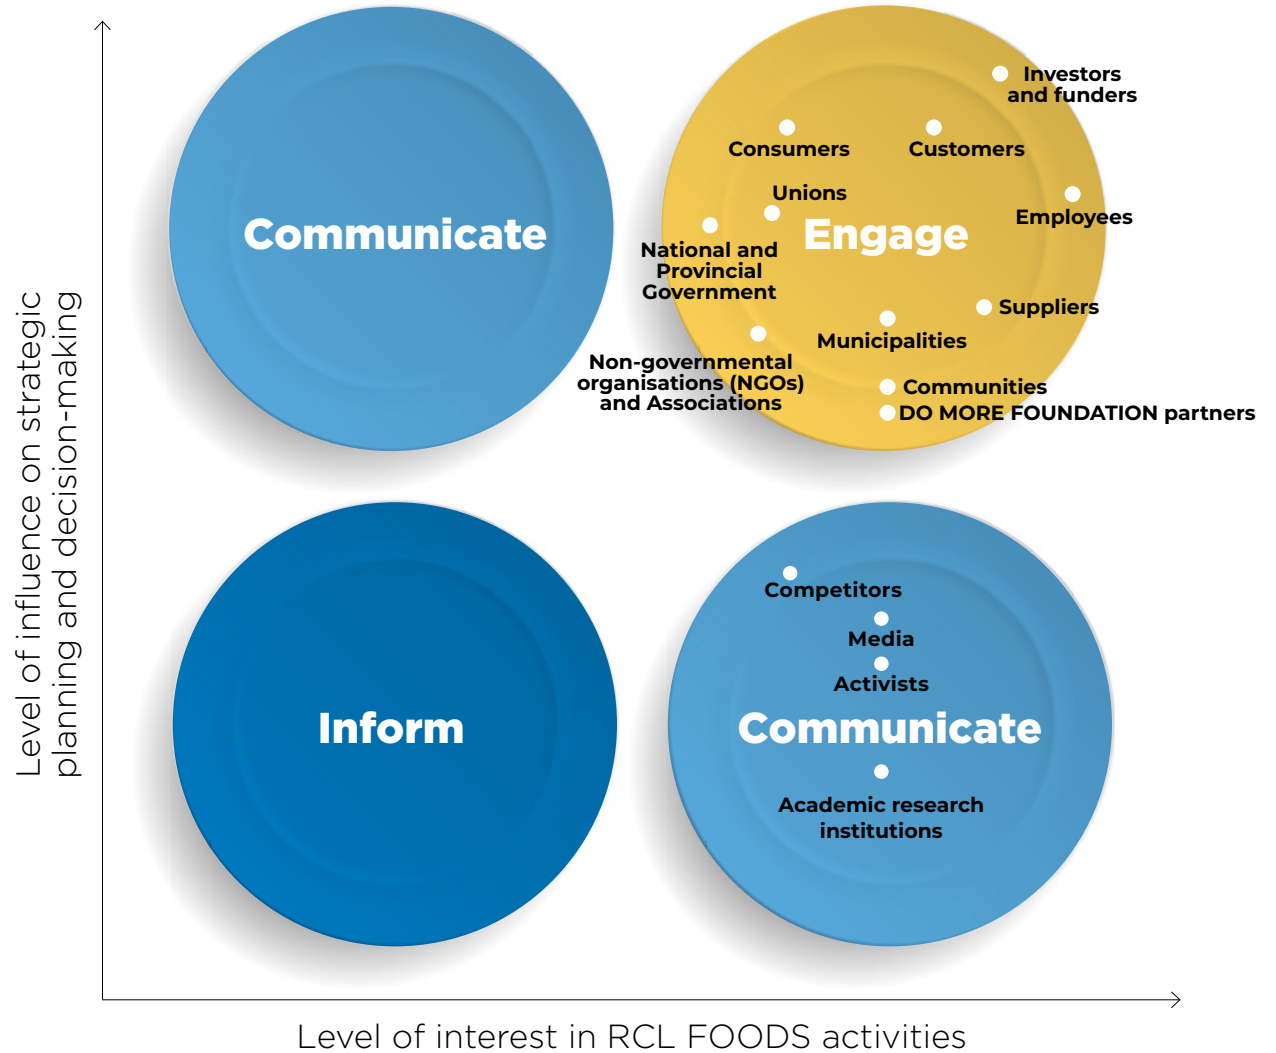 Level of influence on strategic
planning and decision-making
Communicate
Investors
and funders
Consumers
Customers
Unions
Employees
Engage
National and
Provincial
Government
Suppliers
Municipalities
Non-governmental
organisations (NGOs)
and Associations
Communities
DO MORE FOUNDATION partners
Inform
Competitors
Media
Activists
Communicate
Academic research
institutions
Level of interest in RCL FOODS activities